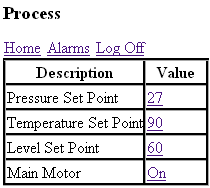 Process
Home Alarms Log Off
Description Value
Pressure Set Point 27
Temperature Set Point 90
Level Set Point 60
Main Motor On